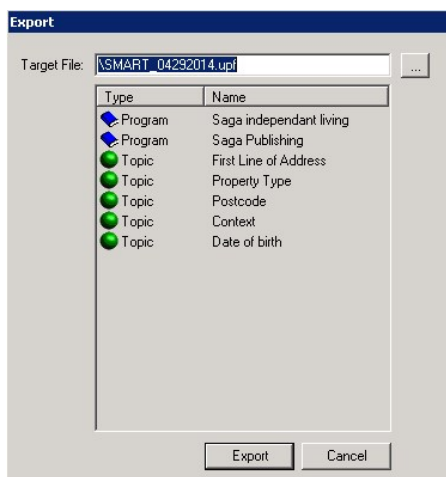 Export
Target File: \SMART_04292014.upf ...
Type Name
Program Saga independant living
Program Saga Publishing
Topic First Line of Address
Topic Property Type
Topic Postcode
Topic Context
Topic Date of birth
Export Cancel